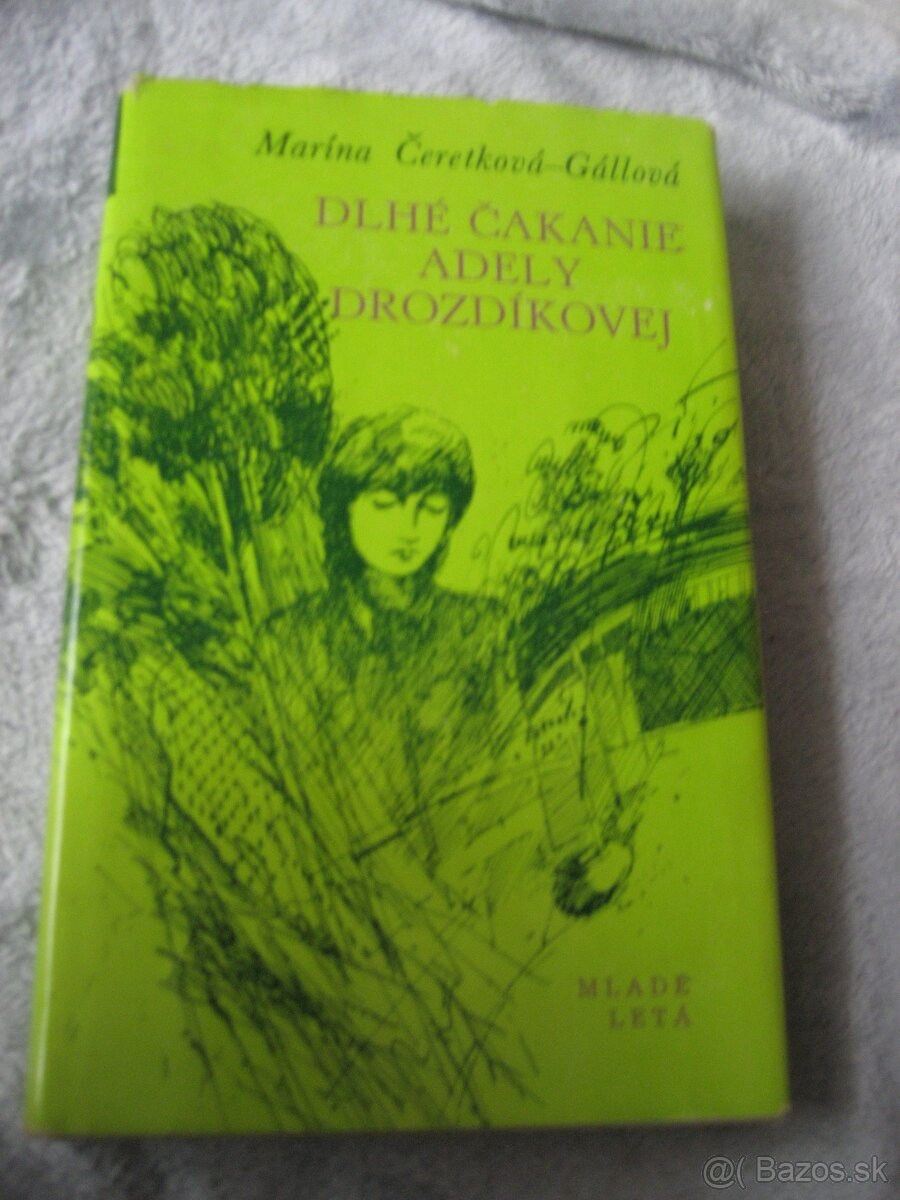 Marína Čeretková-Gállová
DLHÉ ČAKANIE
ADELY
DROZDÍKOVEJ
MLADÉ
LETÁ
@( Bazos.sk